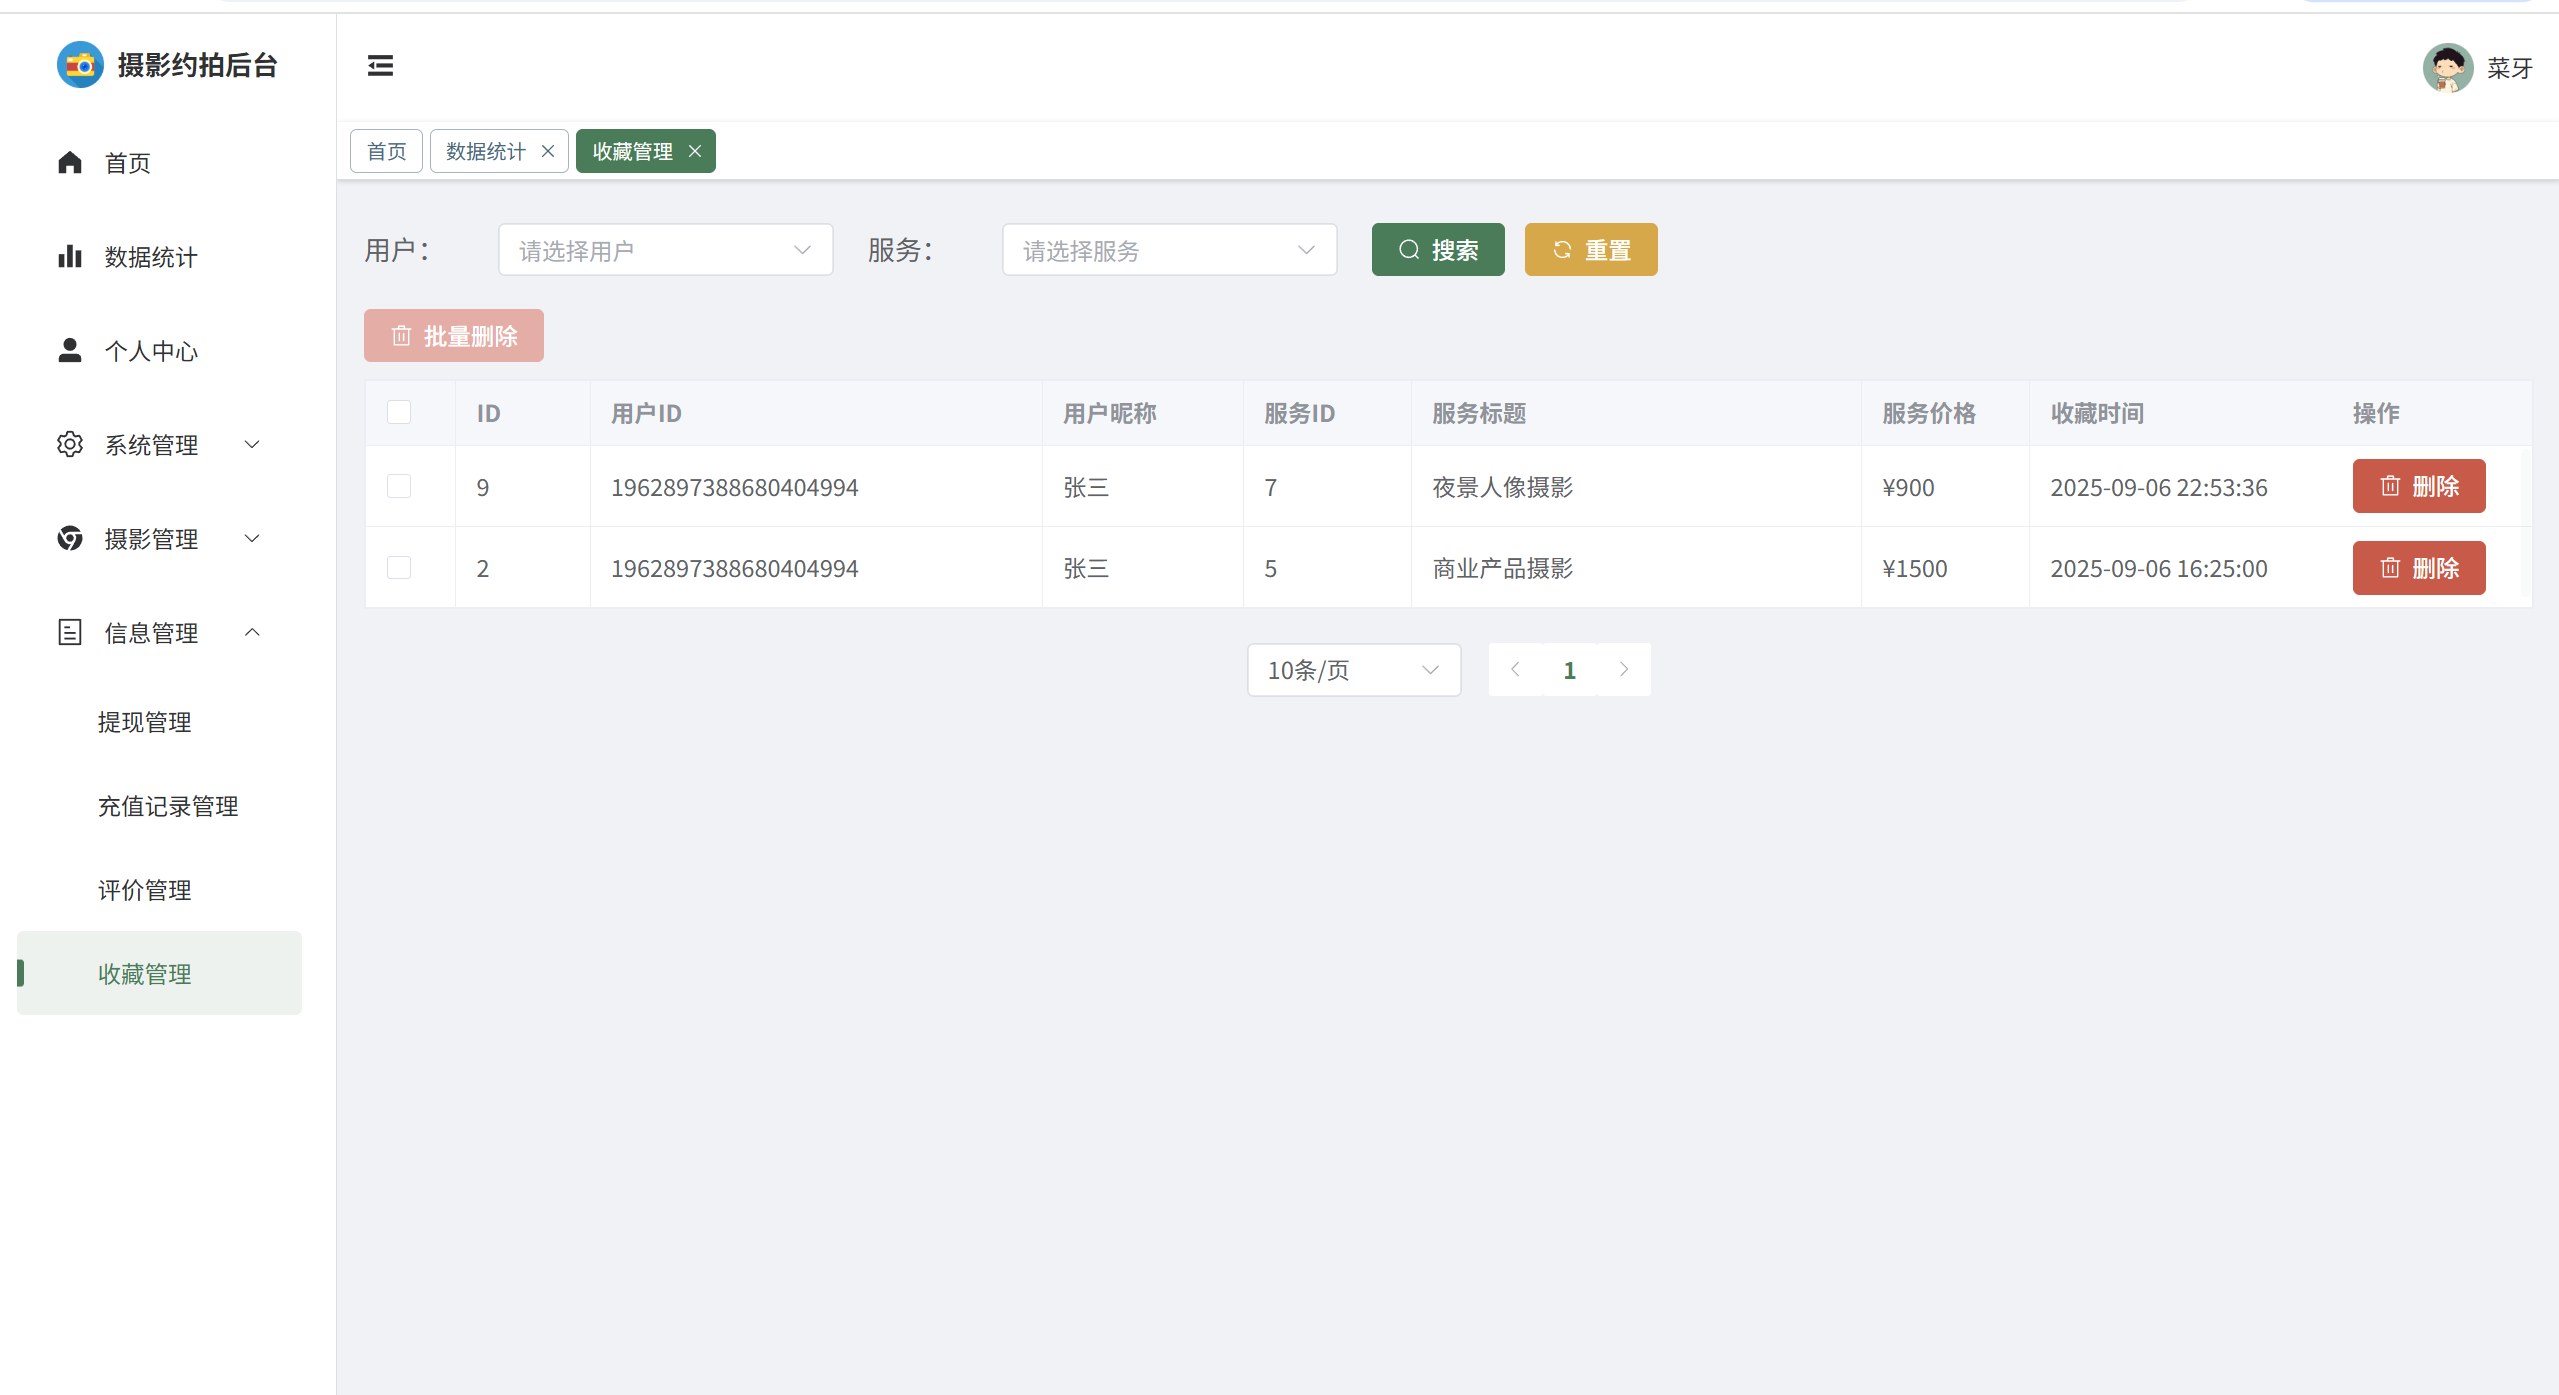 摄影约拍后台
菜牙
首页
数据统计
个人中心
系统管理
摄影管理
信息管理
提现管理
充值记录管理
评价管理
收藏管理
首页 数据统计 收藏管理
用户： 请选择用户 服务： 请选择服务 搜索 重置
批量删除
ID 用户ID 用户昵称 服务ID 服务标题 服务价格 收藏时间 操作
9 1962897388680404994 张三 7 夜景人像摄影 ¥900 2025-09-06 22:53:36 删除
2 1962897388680404994 张三 5 商业产品摄影 ¥1500 2025-09-06 16:25:00 删除
10条/页 1